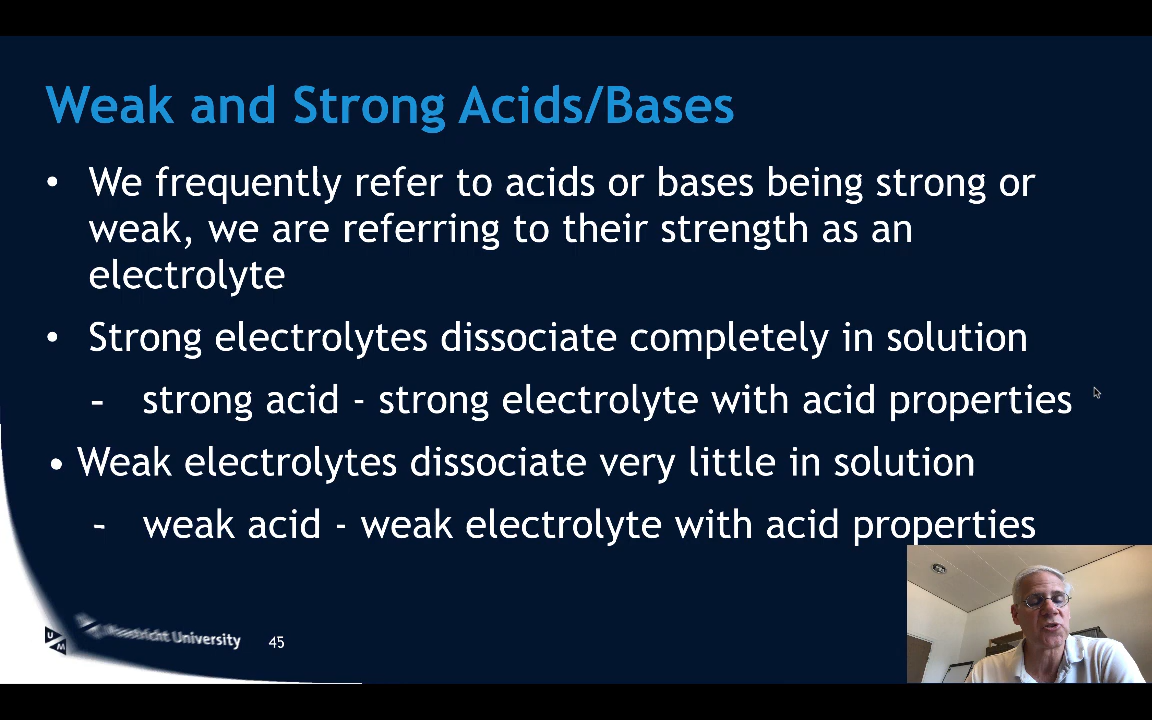 Weak and Strong Acids/Bases
• We frequently refer to acids or bases being strong or
weak, we are referring to their strength as an
electrolyte
• Strong electrolytes dissociate completely in solution
- strong acid - strong electrolyte with acid properties
• Weak electrolytes dissociate very little in solution
- weak acid - weak electrolyte with acid properties
U
M
Maastricht University
45